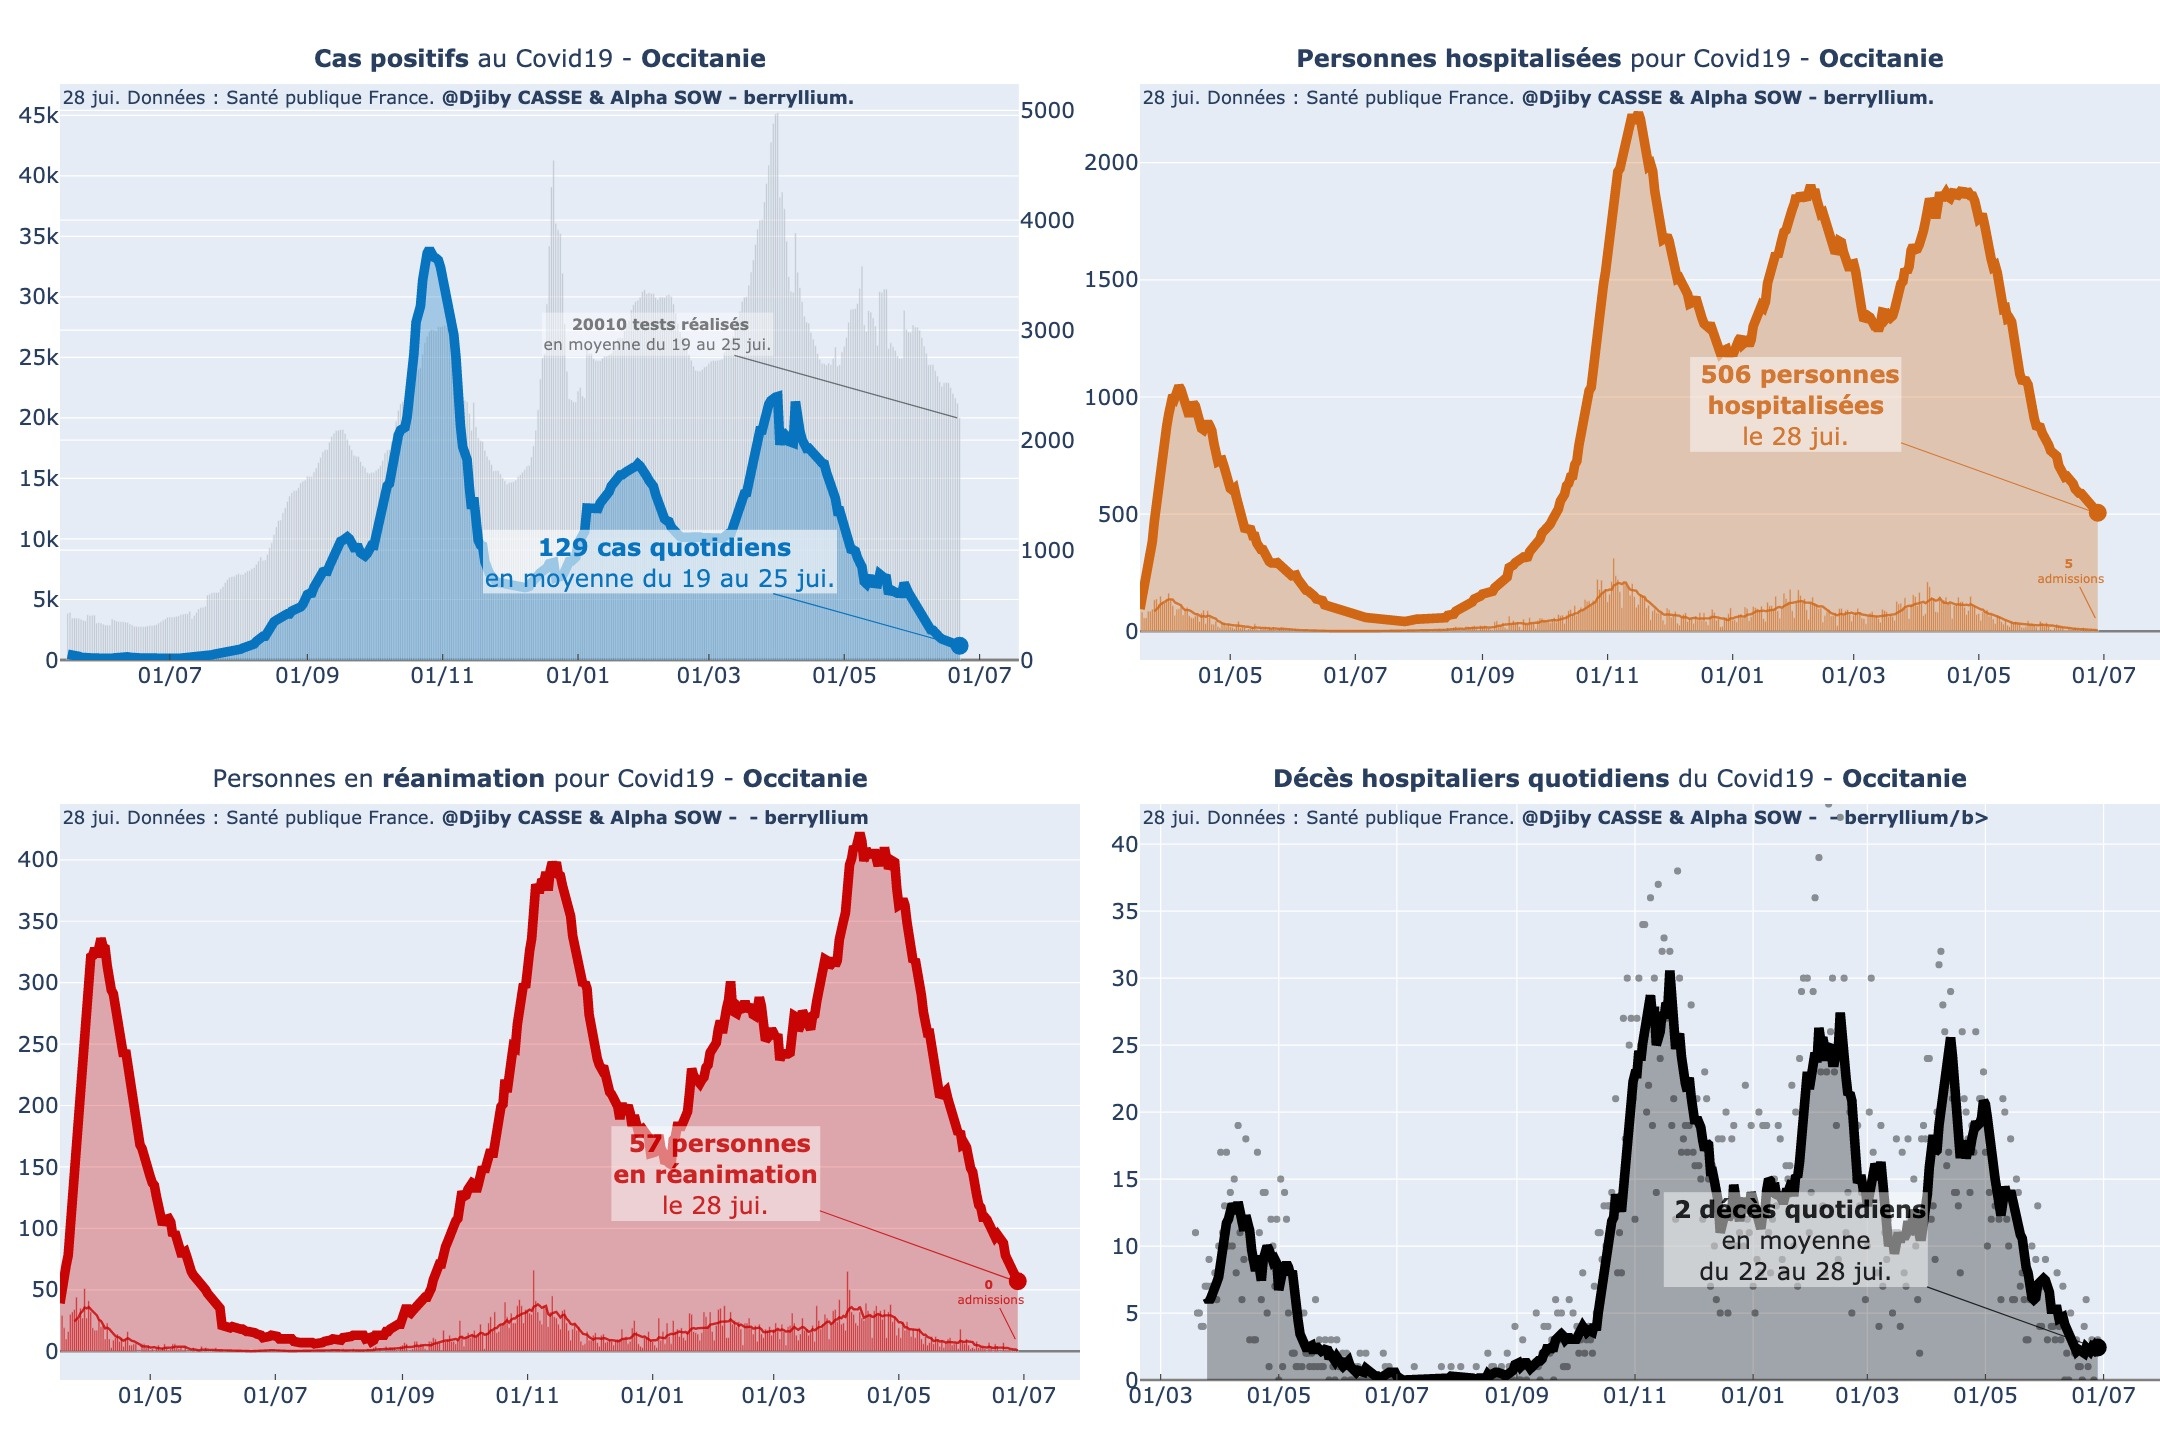 Cas positifs au Covid19 - Occitanie
28 jui. Données : Santé publique France. @Djiby CASSE & Alpha SOW - berryllium.
45k
40k
35k
30k
25k
20k
15k
10k
5k
0
5000
4000
3000
2000
1000
0
20010 tests réalisés
en moyenne du 19 au 25 jui.
129 cas quotidiens
en moyenne du 19 au 25 jui.
01/07 01/09 01/11 01/01 01/03 01/05 01/07
Personnes hospitalisées pour Covid19 - Occitanie
28 jui. Données : Santé publique France. @Djiby CASSE & Alpha SOW - berryllium.
2000
1500
1000
500
0
506 personnes
hospitalisées
le 28 jui.
5
admissions
01/05 01/07 01/09 01/11 01/01 01/03 01/05 01/07
Personnes en réanimation pour Covid19 - Occitanie
28 jui. Données : Santé publique France. @Djiby CASSE & Alpha SOW -  - berryllium
400
350
300
250
200
150
100
50
0
57 personnes
en réanimation
le 28 jui.
0
admissions
01/05 01/07 01/09 01/11 01/01 01/03 01/05 01/07
Décès hospitaliers quotidiens du Covid19 - Occitanie
28 jui. Données : Santé publique France. @Djiby CASSE & Alpha SOW -  - berryllium/b>
40
35
30
25
20
15
10
5
0
2 décès quotidiens
en moyenne
du 22 au 28 jui.
01/03 01/05 01/07 01/09 01/11 01/01 01/03 01/05 01/07